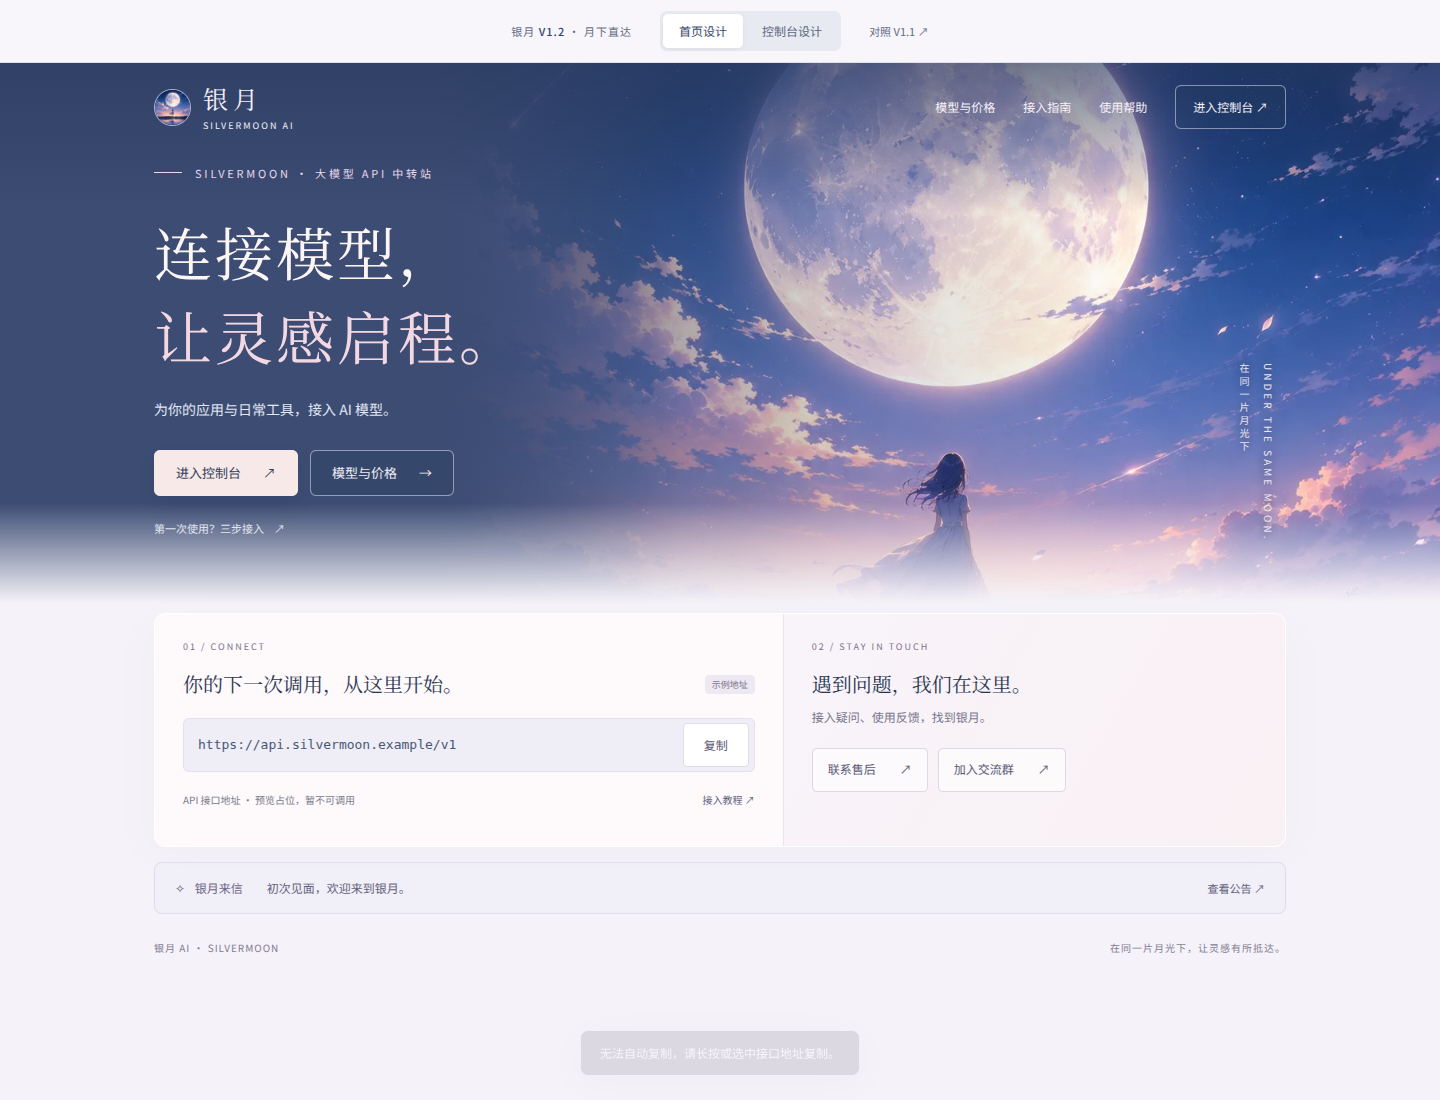 银月 V1.2 · 月下直达
首页设计
控制台设计
对照 V1.1 ↗
银月
SILVERMOON AI
模型与价格
接入指南
使用帮助
进入控制台 ↗
SILVERMOON · 大模型 API 中转站
连接模型，
让灵感启程。
为你的应用与日常工具，接入 AI 模型。
进入控制台 ↗
模型与价格 →
第一次使用？三步接入 ↗
在同一片月光下
UNDER THE SAME MOON.
01 / CONNECT
你的下一次调用，从这里开始。
示例地址
https://api.silvermoon.example/v1
复制
API 接口地址 · 预览占位，暂不可调用
接入教程 ↗
02 / STAY IN TOUCH
遇到问题，我们在这里。
接入疑问、使用反馈，找到银月。
联系售后 ↗
加入交流群 ↗
✧ 银月来信 初次见面，欢迎来到银月。
查看公告 ↗
银月 AI · SILVERMOON
在同一片月光下，让灵感有所抵达。
无法自动复制，请长按或选中接口地址复制。